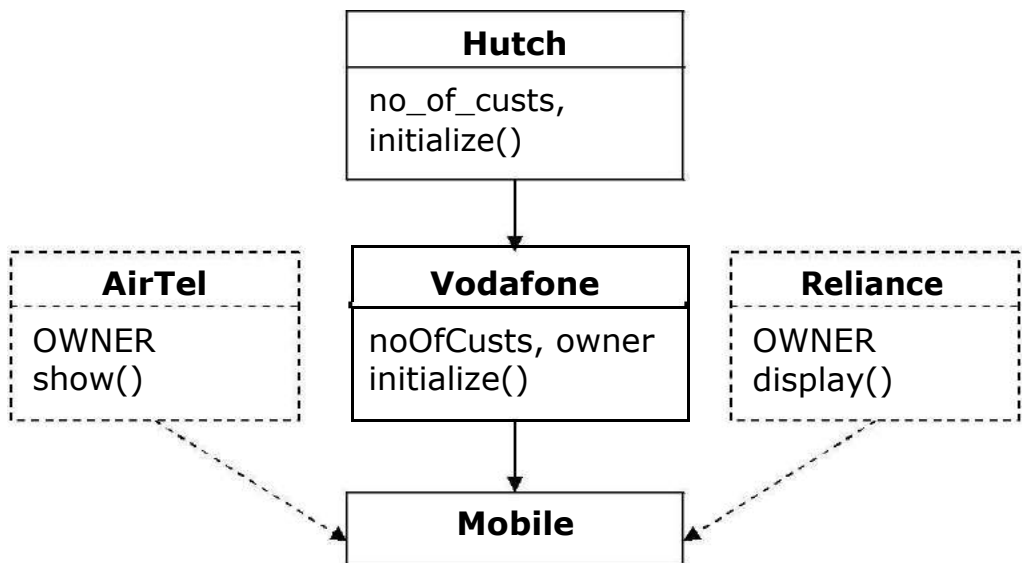 Hutch
no_of_custs,
initialize()
AirTel
OWNER
show()
Vodafone
noOfCusts, owner
initialize()
Reliance
OWNER
display()
Mobile